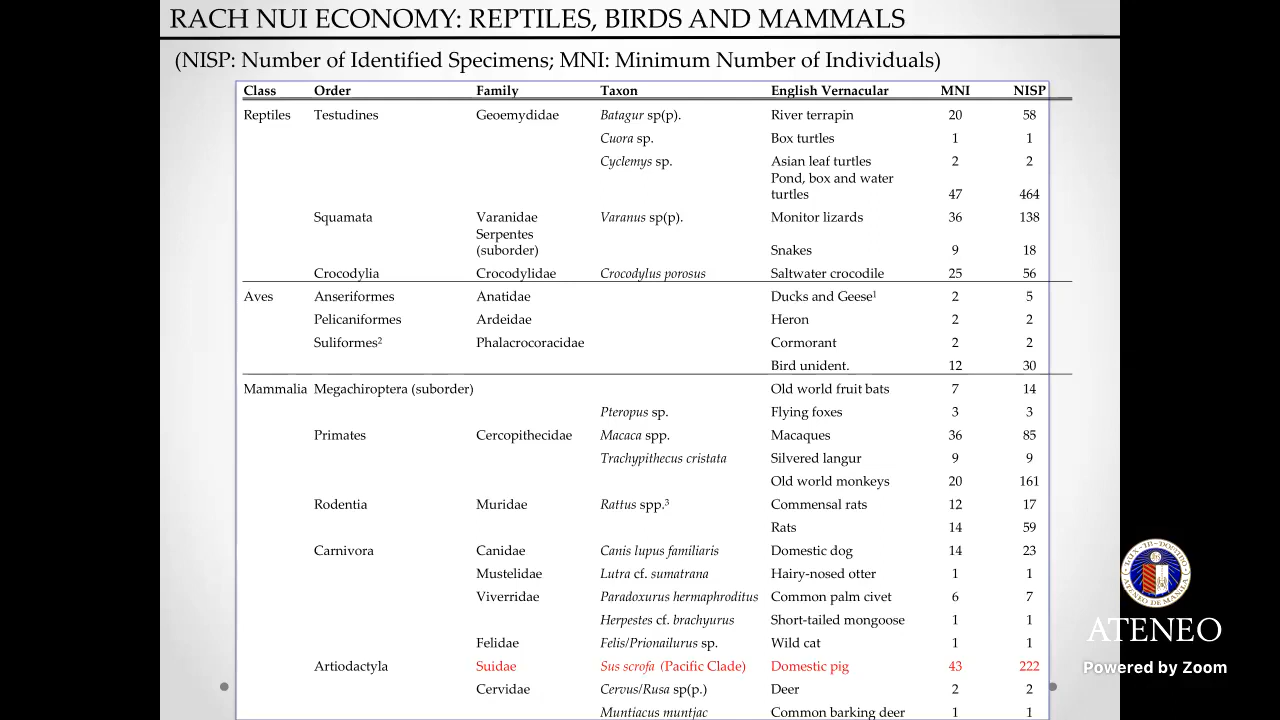 RACH NUI ECONOMY: REPTILES, BIRDS AND MAMMALS
(NISP: Number of Identified Specimens; MNI: Minimum Number of Individuals)
Class Order Family Taxon English Vernacular MNI NISP
Reptiles Testudines Geoemydidae Batagur sp(p). River terrapin 20 58
Cuora sp. Box turtles 1 1
Cyclemys sp. Asian leaf turtles 2 2
Pond, box and water
turtles 47 464
Squamata Varanidae Varanus sp(p). Monitor lizards 36 138
Serpentes
(suborder) Snakes 9 18
Crocodylia Crocodylidae Crocodylus porosus Saltwater crocodile 25 56
Aves Anseriformes Anatidae Ducks and Geese¹ 2 5
Pelicaniformes Ardeidae Heron 2 2
Suliformes² Phalacrocoracidae Cormorant 2 2
Bird unident. 12 30
Mammalia Megachiroptera (suborder) Old world fruit bats 7 14
Pteropus sp. Flying foxes 3 3
Primates Cercopithecidae Macaca spp. Macaques 36 85
Trachypithecus cristata Silvered langur 9 9
Old world monkeys 20 161
Rodentia Muridae Rattus spp.³ Commensal rats 12 17
Rats 14 59
Carnivora Canidae Canis lupus familiaris Domestic dog 14 23
Mustelidae Lutra cf. sumatrana Hairy-nosed otter 1 1
Viverridae Paradoxurus hermaphroditus Common palm civet 6 7
Herpestes cf. brachyurus Short-tailed mongoose 1 1
Felidae Felis/Prionailurus sp. Wild cat 1 1
Artiodactyla Suidae Sus scrofa (Pacific Clade) Domestic pig 43 222
Cervidae Cervus/Rusa sp(p.) Deer 2 2
Muntiacus muntjac Common barking deer 1 1
ATENEO
Powered by Zoom